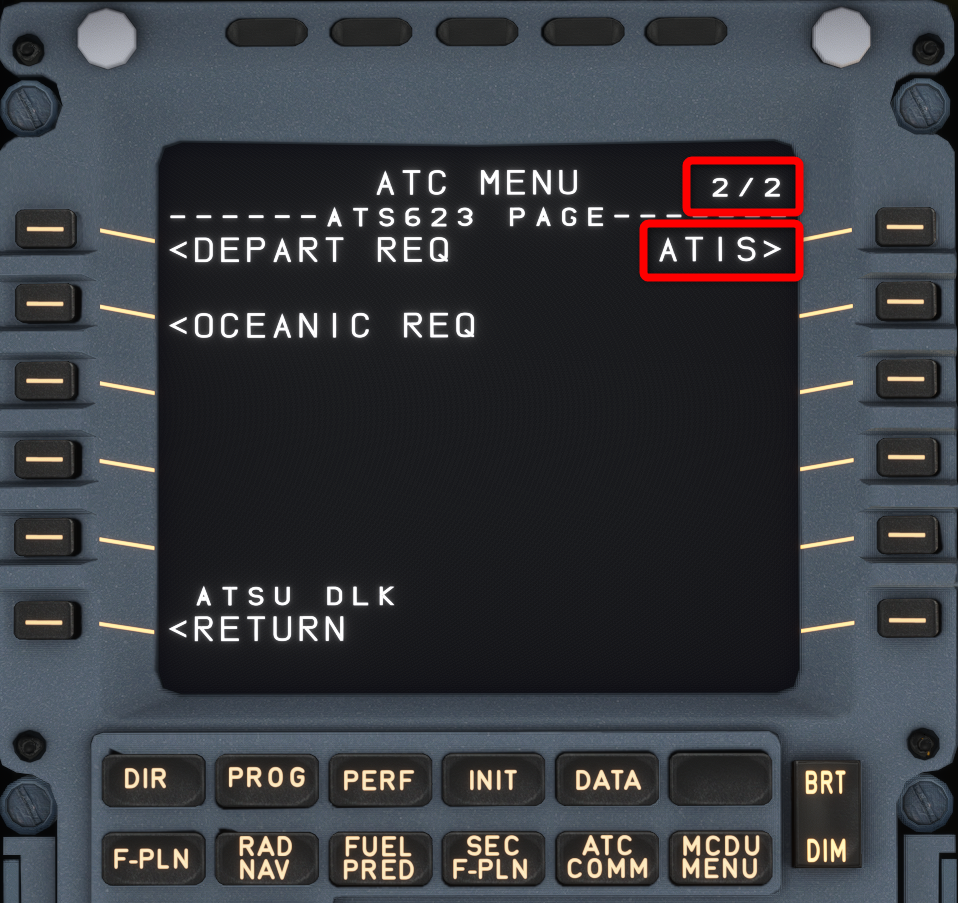 ATC MENU 2/2
------ATS623 PAGE-------
<DEPART REQ ATIS>
<OCEANIC REQ
ATSU DLK
<RETURN
DIR PROG PERF INIT DATA
BRT
F-PLN RAD NAV FUEL PRED SEC F-PLN ATC COMM MCDU MENU
DIM